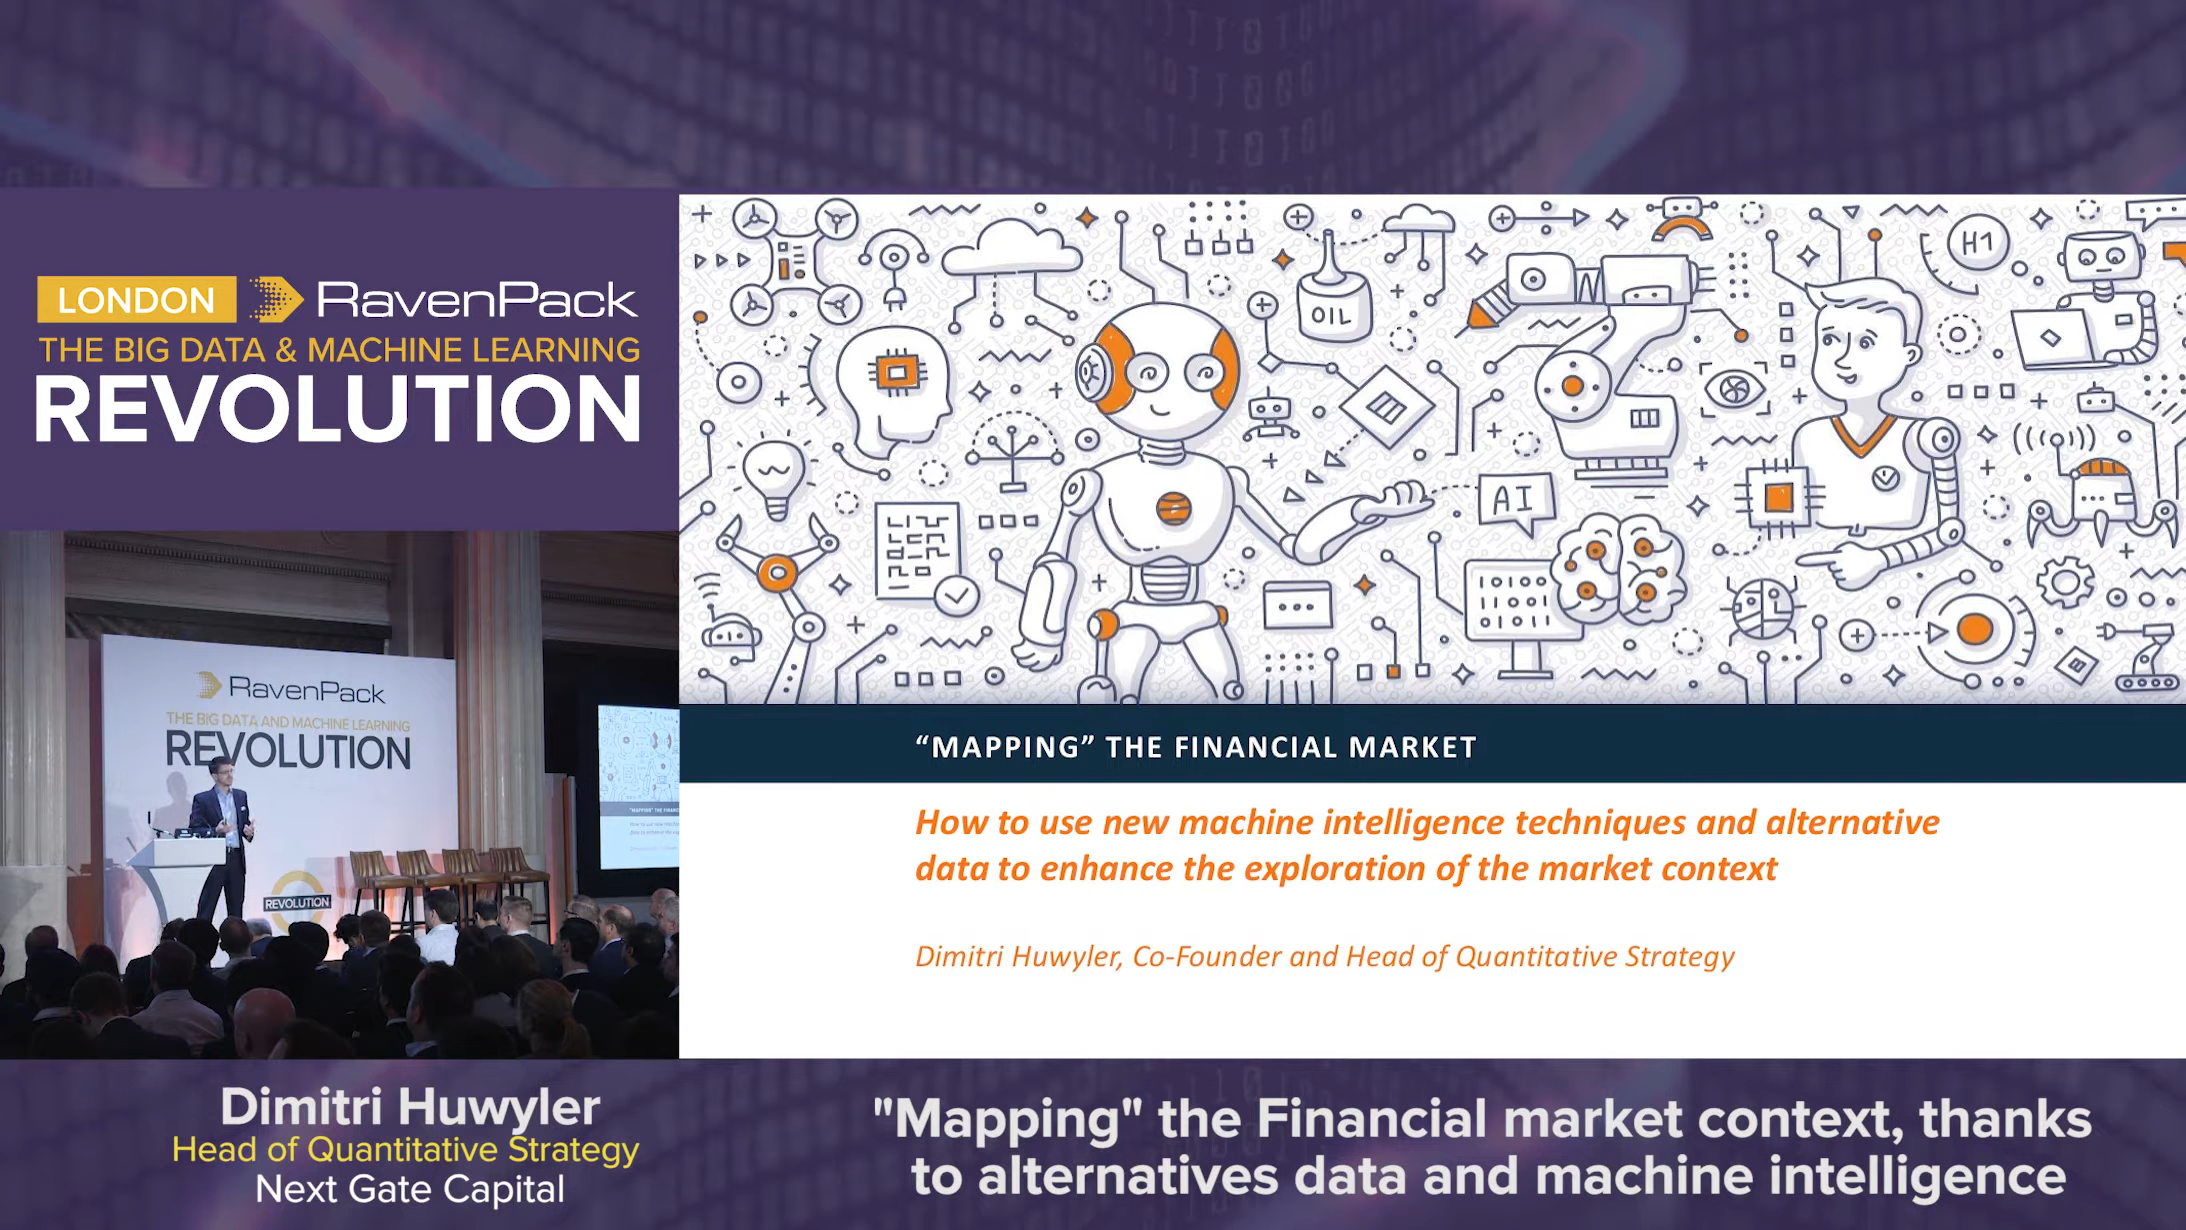 LONDON RavenPack
THE BIG DATA & MACHINE LEARNING
REVOLUTION
RavenPack
THE BIG DATA AND MACHINE LEARNING
REVOLUTION
REVOLUTION
H1
OIL
AI
10100
11001
01011
“MAPPING” THE FINANCIAL MARKET
How to use new machine intelligence techniques and alternative
data to enhance the exploration of the market context
Dimitri Huwyler, Co-Founder and Head of Quantitative Strategy
Dimitri Huwyler
Head of Quantitative Strategy
Next Gate Capital
"Mapping" the Financial market context, thanks
to alternatives data and machine intelligence